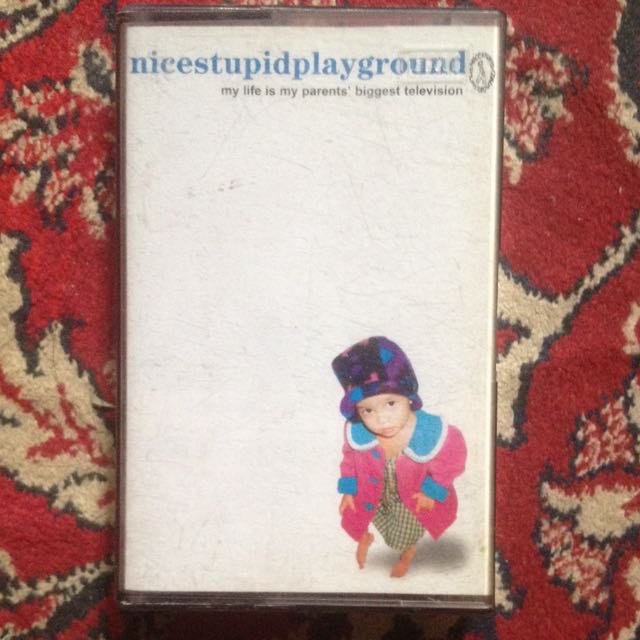 nicestupidplayground
my life is my parents' biggest television